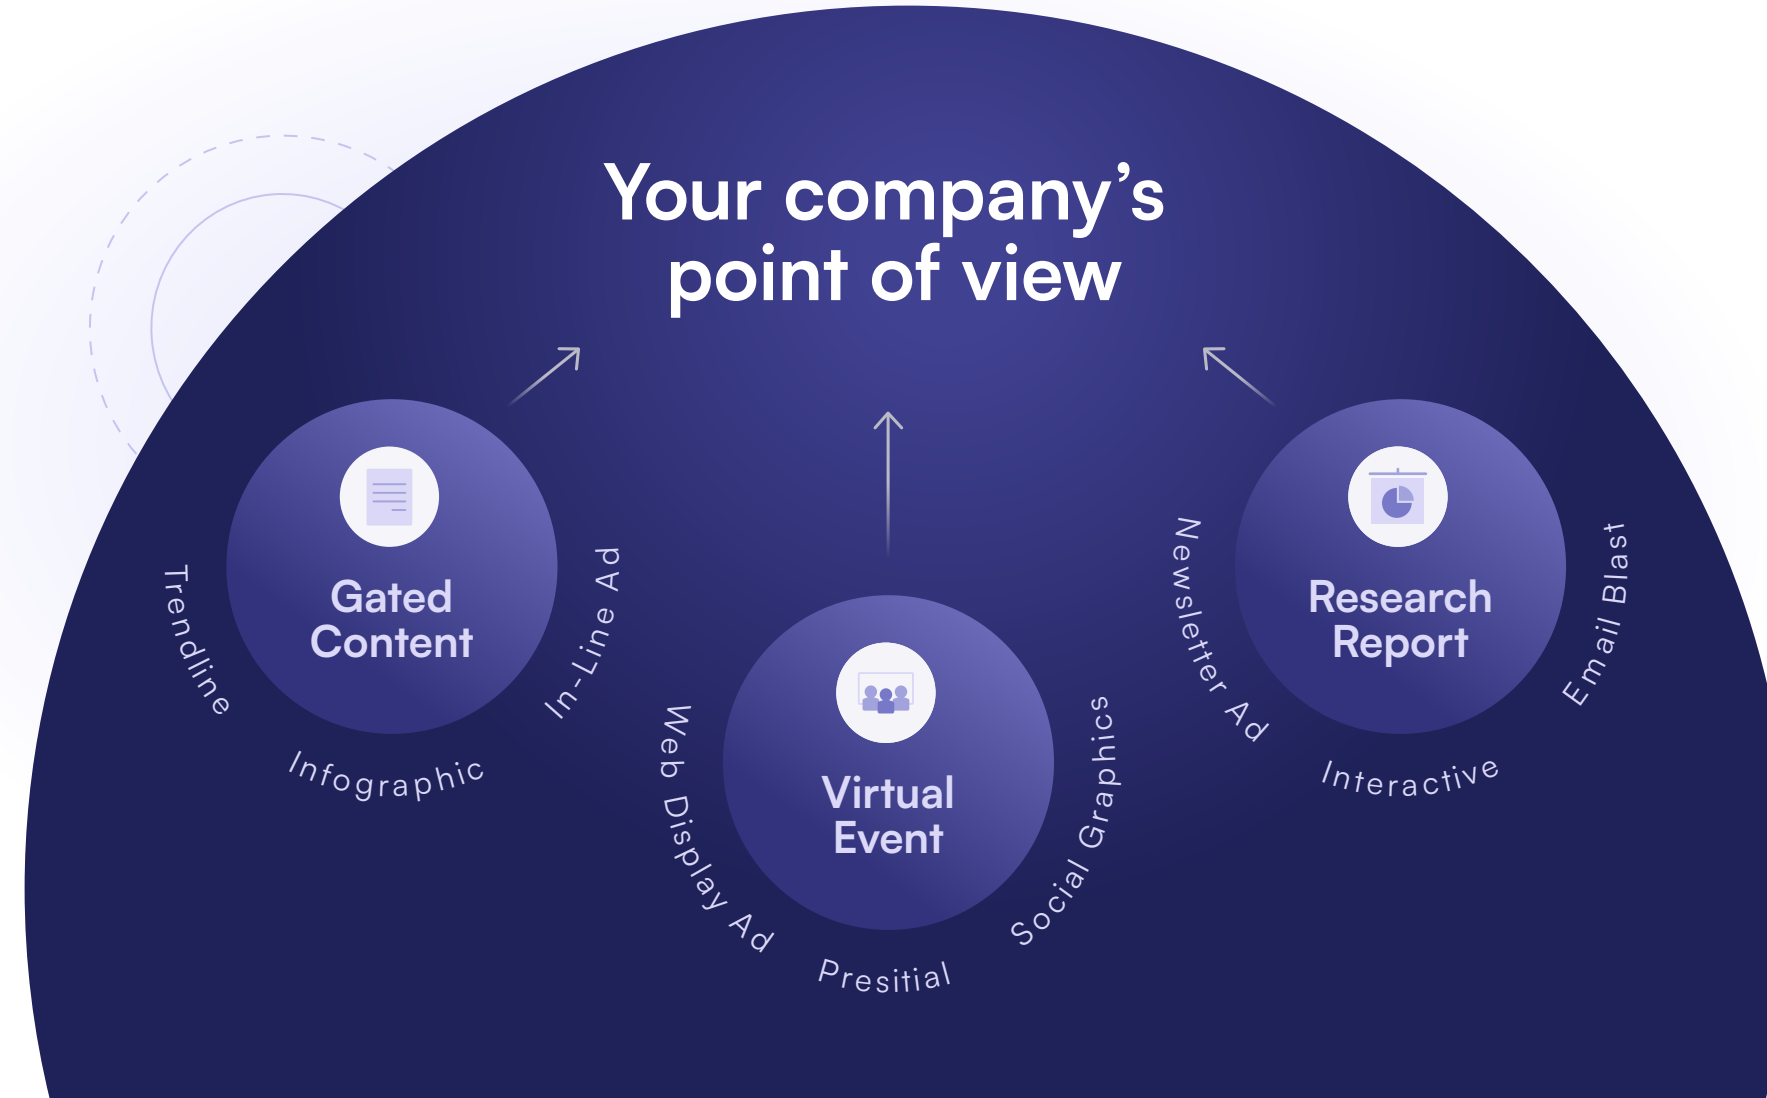 Your company’s
point of view
Gated
Content
Trendline
Infographic
In-Line Ad
Virtual
Event
Web Display Ad
Presitial
Social Graphics
Research
Report
Newsletter Ad
Interactive
Email Blast